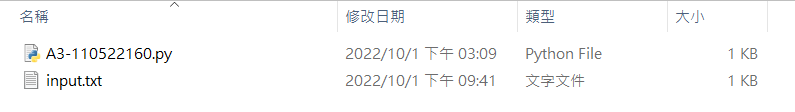 名稱 修改日期 類型 大小
A3-110522160.py 2022/10/1 下午 03:09 Python File 1 KB
input.txt 2022/10/1 下午 09:41 文字文件 1 KB